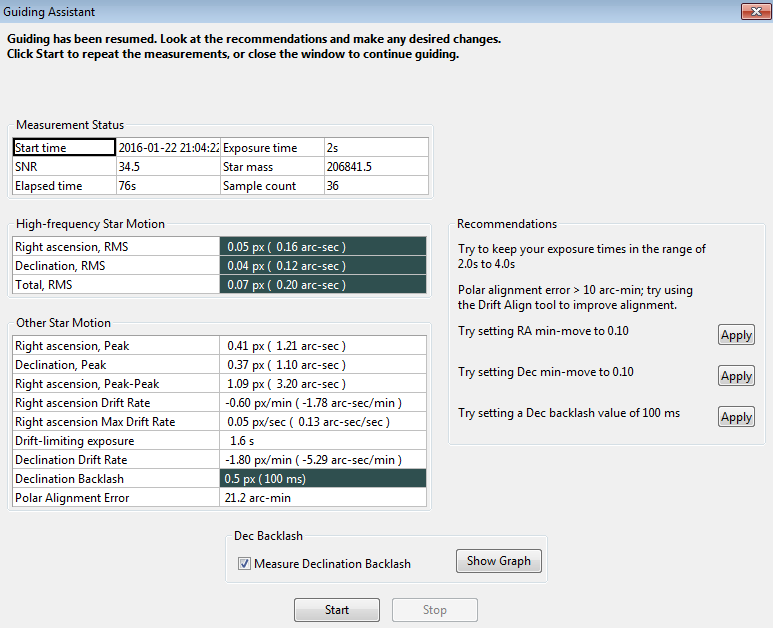 Guiding Assistant
Guiding has been resumed. Look at the recommendations and make any desired changes.
Click Start to repeat the measurements, or close the window to continue guiding.
Measurement Status
Start time 2016-01-22 21:04:22 Exposure time 2s
SNR 34.5 Star mass 206841.5
Elapsed time 76s Sample count 36
High-frequency Star Motion
Right ascension, RMS 0.05 px ( 0.16 arc-sec )
Declination, RMS 0.04 px ( 0.12 arc-sec )
Total, RMS 0.07 px ( 0.20 arc-sec )
Other Star Motion
Right ascension, Peak 0.41 px ( 1.21 arc-sec )
Declination, Peak 0.37 px ( 1.10 arc-sec )
Right ascension, Peak-Peak 1.09 px ( 3.20 arc-sec )
Right ascension Drift Rate -0.60 px/min ( -1.78 arc-sec/min )
Right ascension Max Drift Rate 0.05 px/sec ( 0.13 arc-sec/sec )
Drift-limiting exposure 1.6 s
Declination Drift Rate -1.80 px/min ( -5.29 arc-sec/min )
Declination Backlash 0.5 px (100 ms)
Polar Alignment Error 21.2 arc-min
Recommendations
Try to keep your exposure times in the range of
2.0s to 4.0s
Polar alignment error > 10 arc-min; try using
the Drift Align tool to improve alignment.
Try setting RA min-move to 0.10 Apply
Try setting Dec min-move to 0.10 Apply
Try setting a Dec backlash value of 100 ms Apply
Dec Backlash
Measure Declination Backlash Show Graph
Start Stop